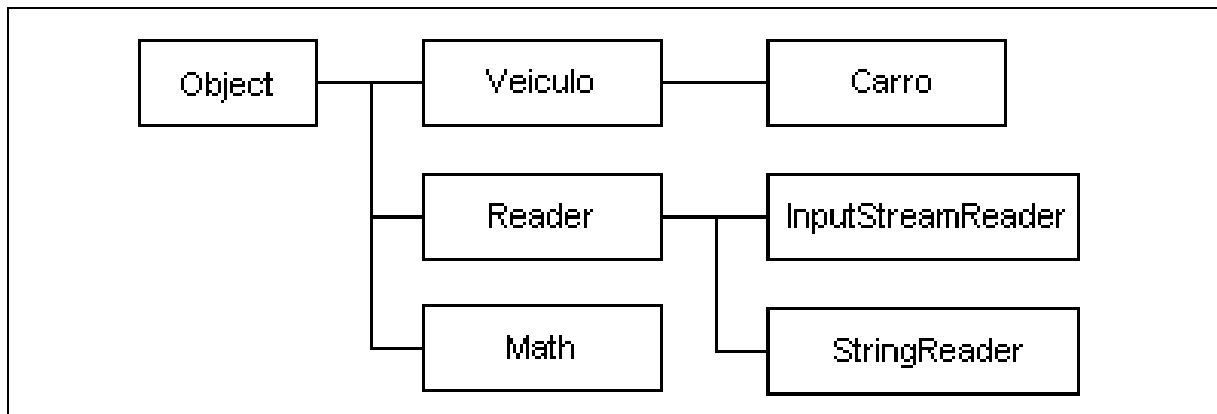 Object
Veiculo
Carro
Reader
InputStreamReader
Math
StringReader